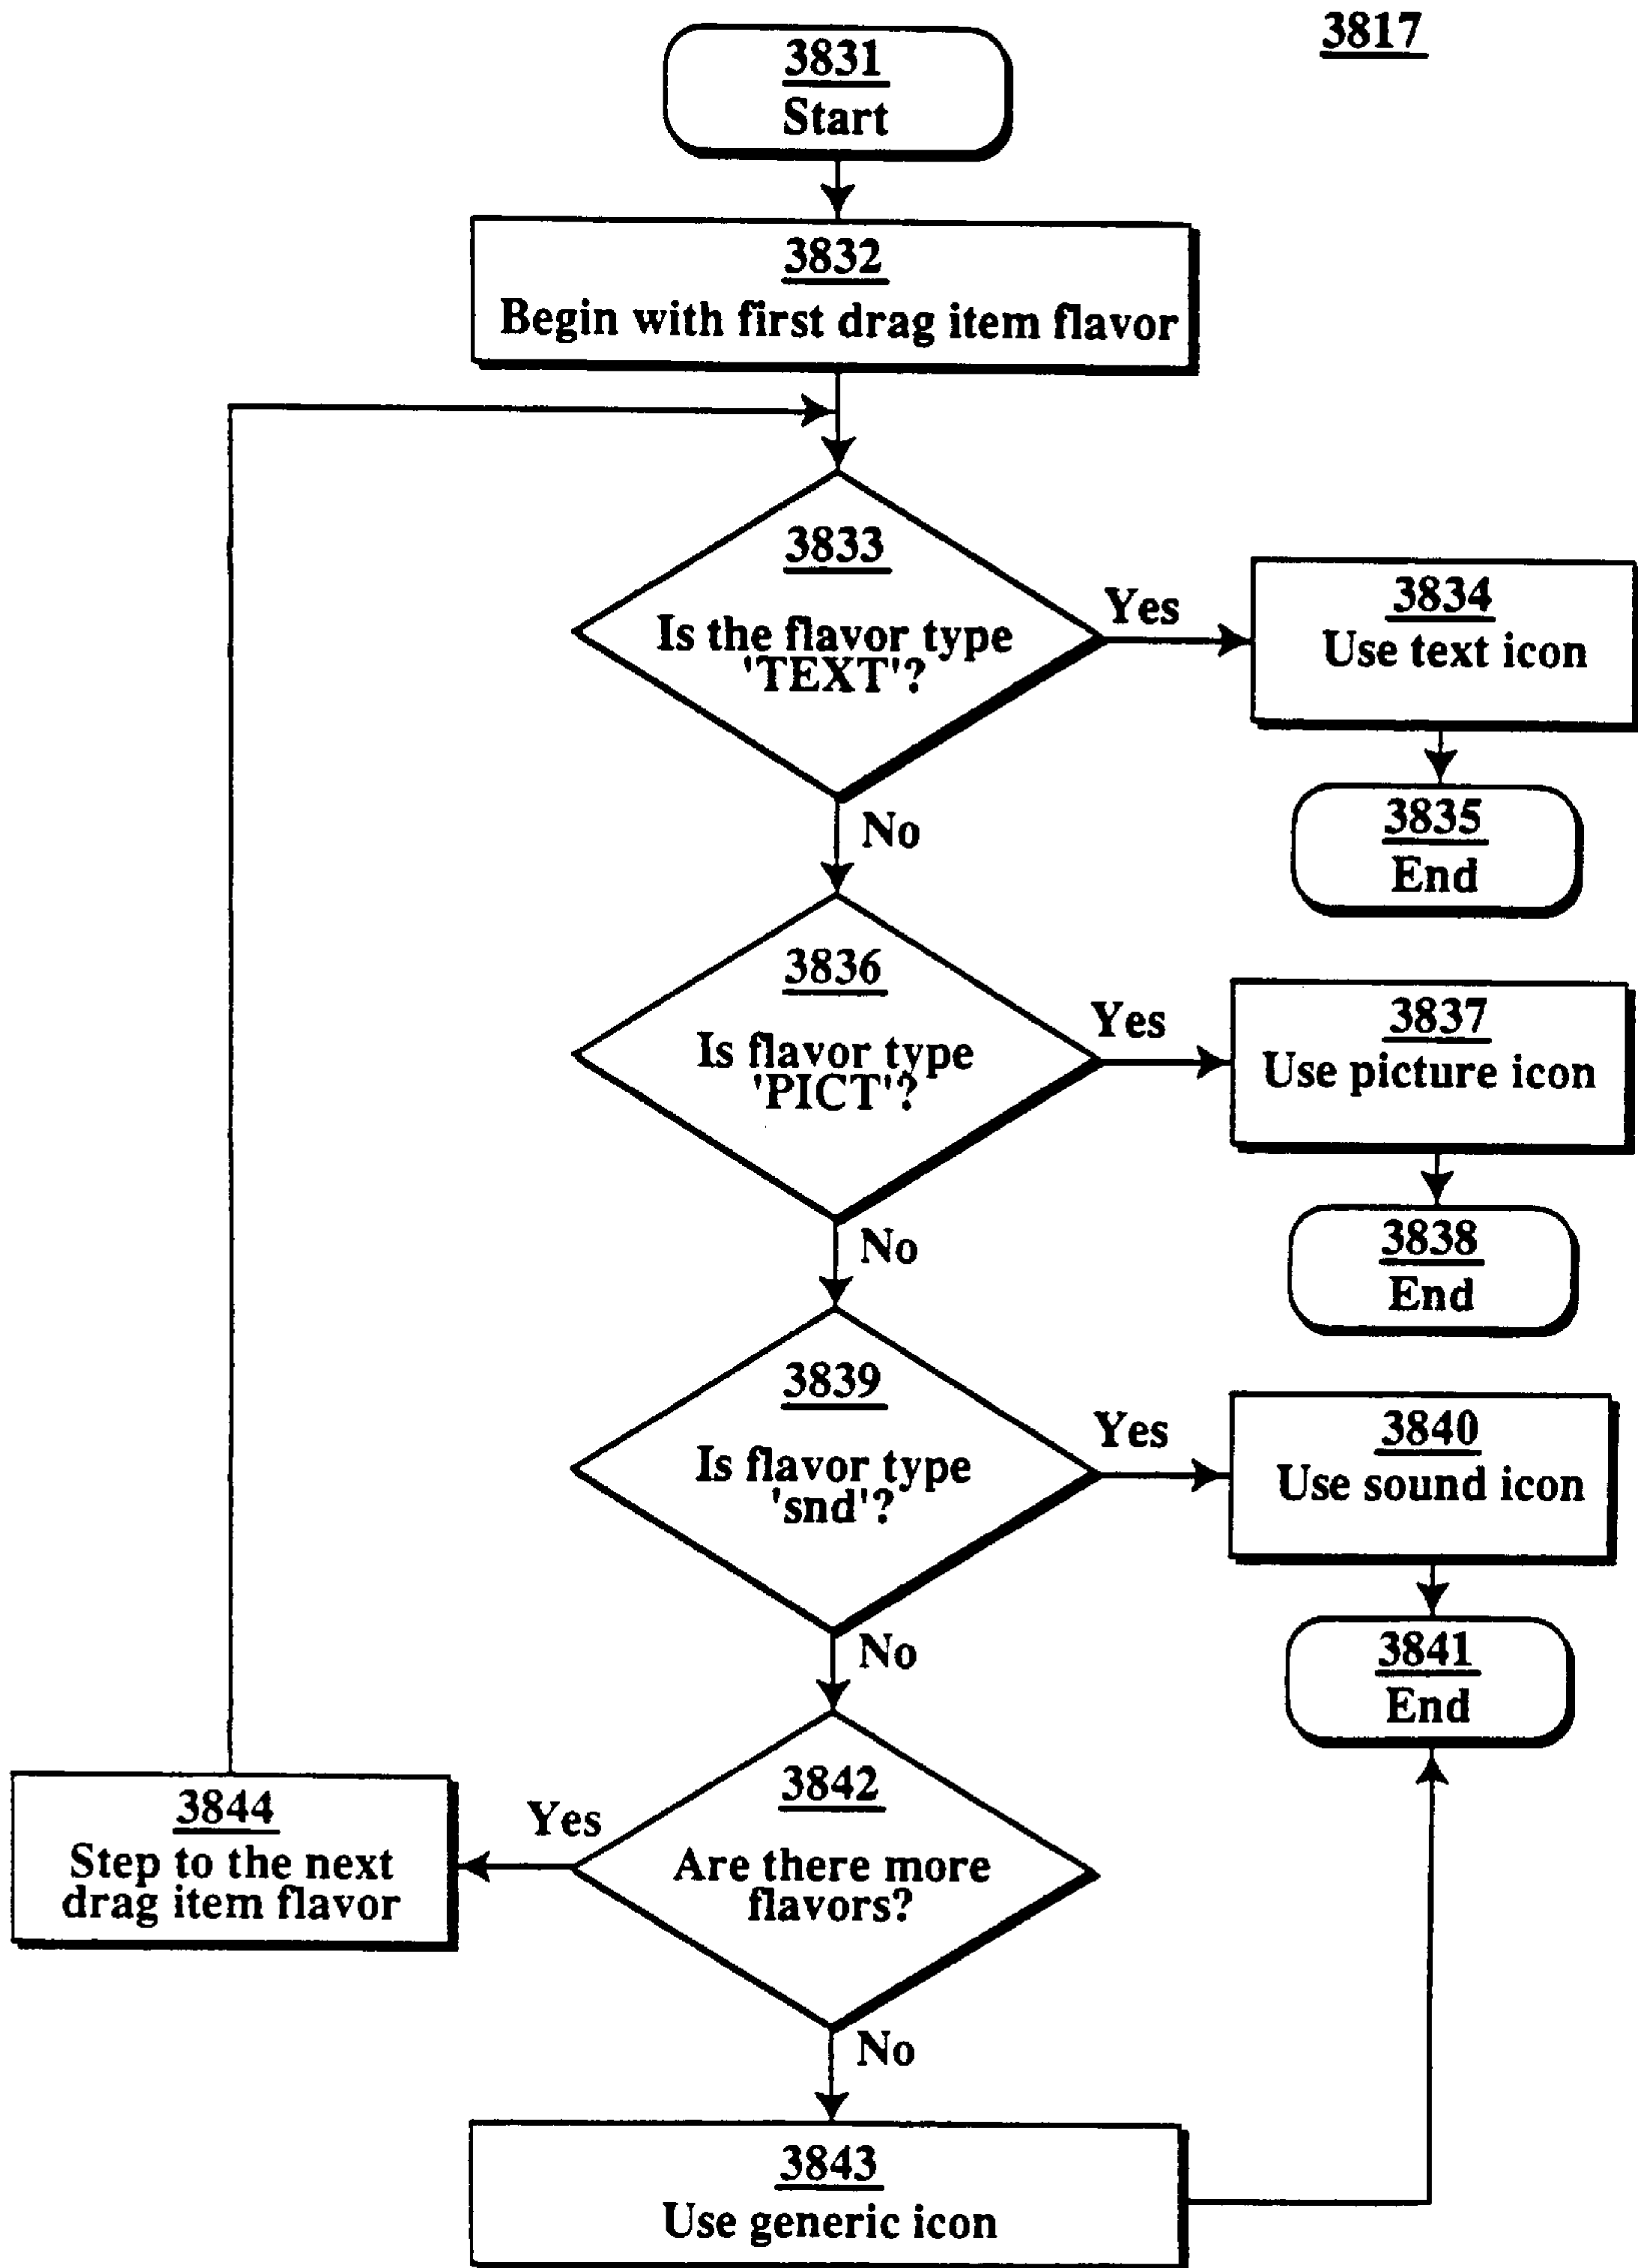 3817
3831
Start
3832
Begin with first drag item flavor
3833
Is the flavor type
'TEXT'?
Yes
3834
Use text icon
3835
End
No
3836
Is flavor type
'PICT'?
Yes
3837
Use picture icon
3838
End
No
3839
Is flavor type
'snd'?
Yes
3840
Use sound icon
3841
End
No
3842
Are there more
flavors?
Yes
3844
Step to the next
drag item flavor
No
3843
Use generic icon